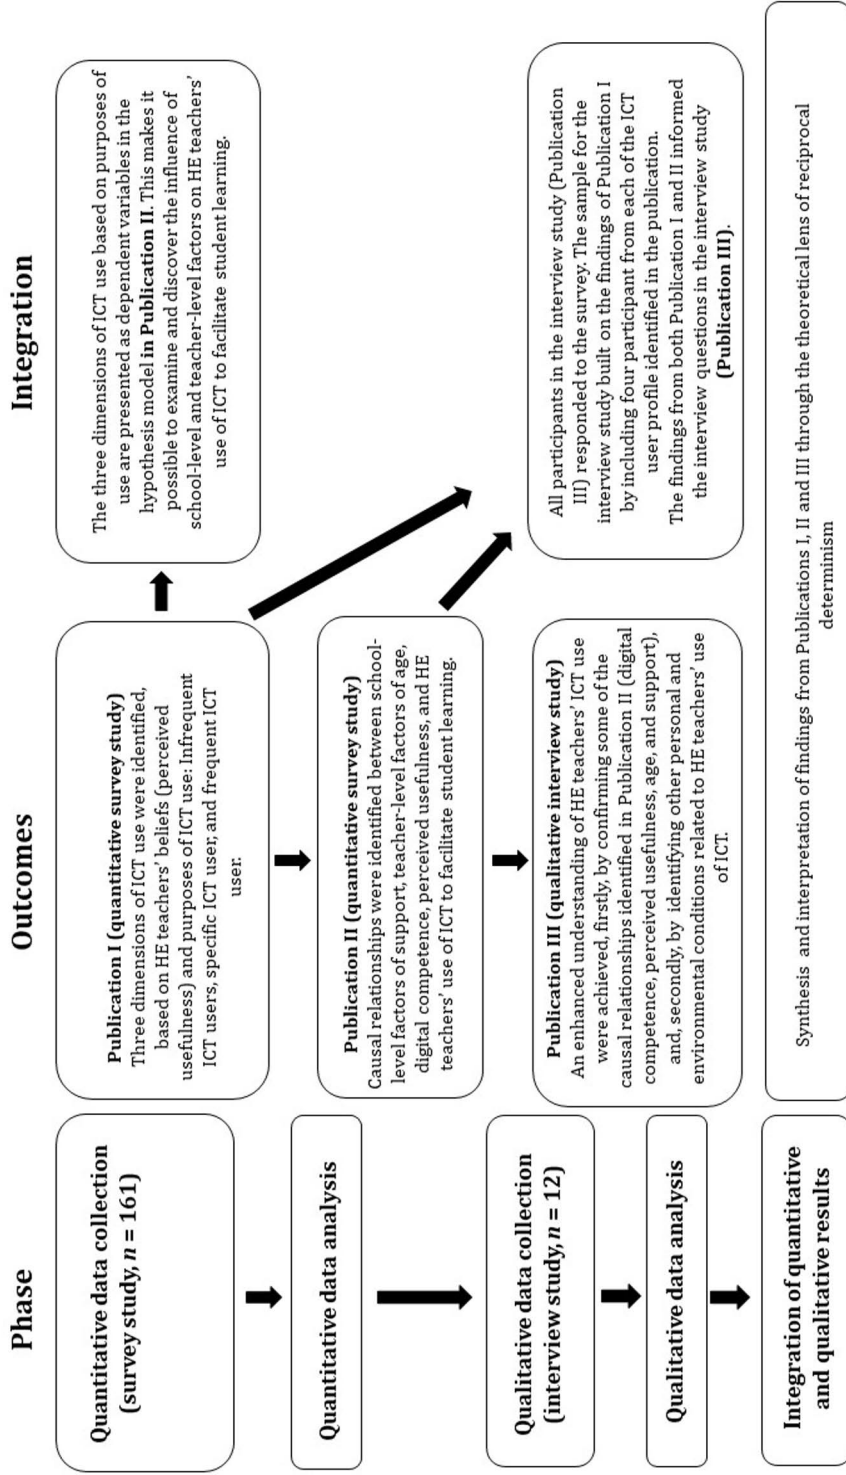 Phase
Outcomes
Integration
Quantitative data collection
(survey study, n = 161)
Quantitative data analysis
Qualitative data collection
(interview study, n = 12)
Qualitative data analysis
Integration of quantitative
and qualitative results
Publication I (quantitative survey study)
Three dimensions of ICT use were identified,
based on HE teachers' beliefs (perceived
usefulness) and purposes of ICT use: Infrequent
ICT users, specific ICT user, and frequent ICT
user.
Publication II (quantitative survey study)
Causal relationships were identified between school-
level factors of support, teacher-level factors of age,
digital competence, perceived usefulness, and HE
teachers' use of ICT to facilitate student learning.
Publication III (qualitative interview study)
An enhanced understanding of HE teachers' ICT use
were achieved, firstly, by confirming some of the
causal relationships identified in Publication II (digital
competence, perceived usefulness, age, and support),
and, secondly, by identifying other personal and
environmental conditions related to HE teachers' use
of ICT.
The three dimensions of ICT use based on purposes of
use are presented as dependent variables in the
hypothesis model in Publication II. This makes it
possible to examine and discover the influence of
school-level and teacher-level factors on HE teachers'
use of ICT to facilitate student learning.
All participants in the interview study (Publication
III) responded to the survey. The sample for the
interview study built on the findings of Publication I
by including four participant from each of the ICT
user profile identified in the publication.
The findings from both Publication I and II informed
the interview questions in the interview study
(Publication III).
Synthesis and interpretation of findings from Publications I, II and III through the theoretical lens of reciprocal
determinism